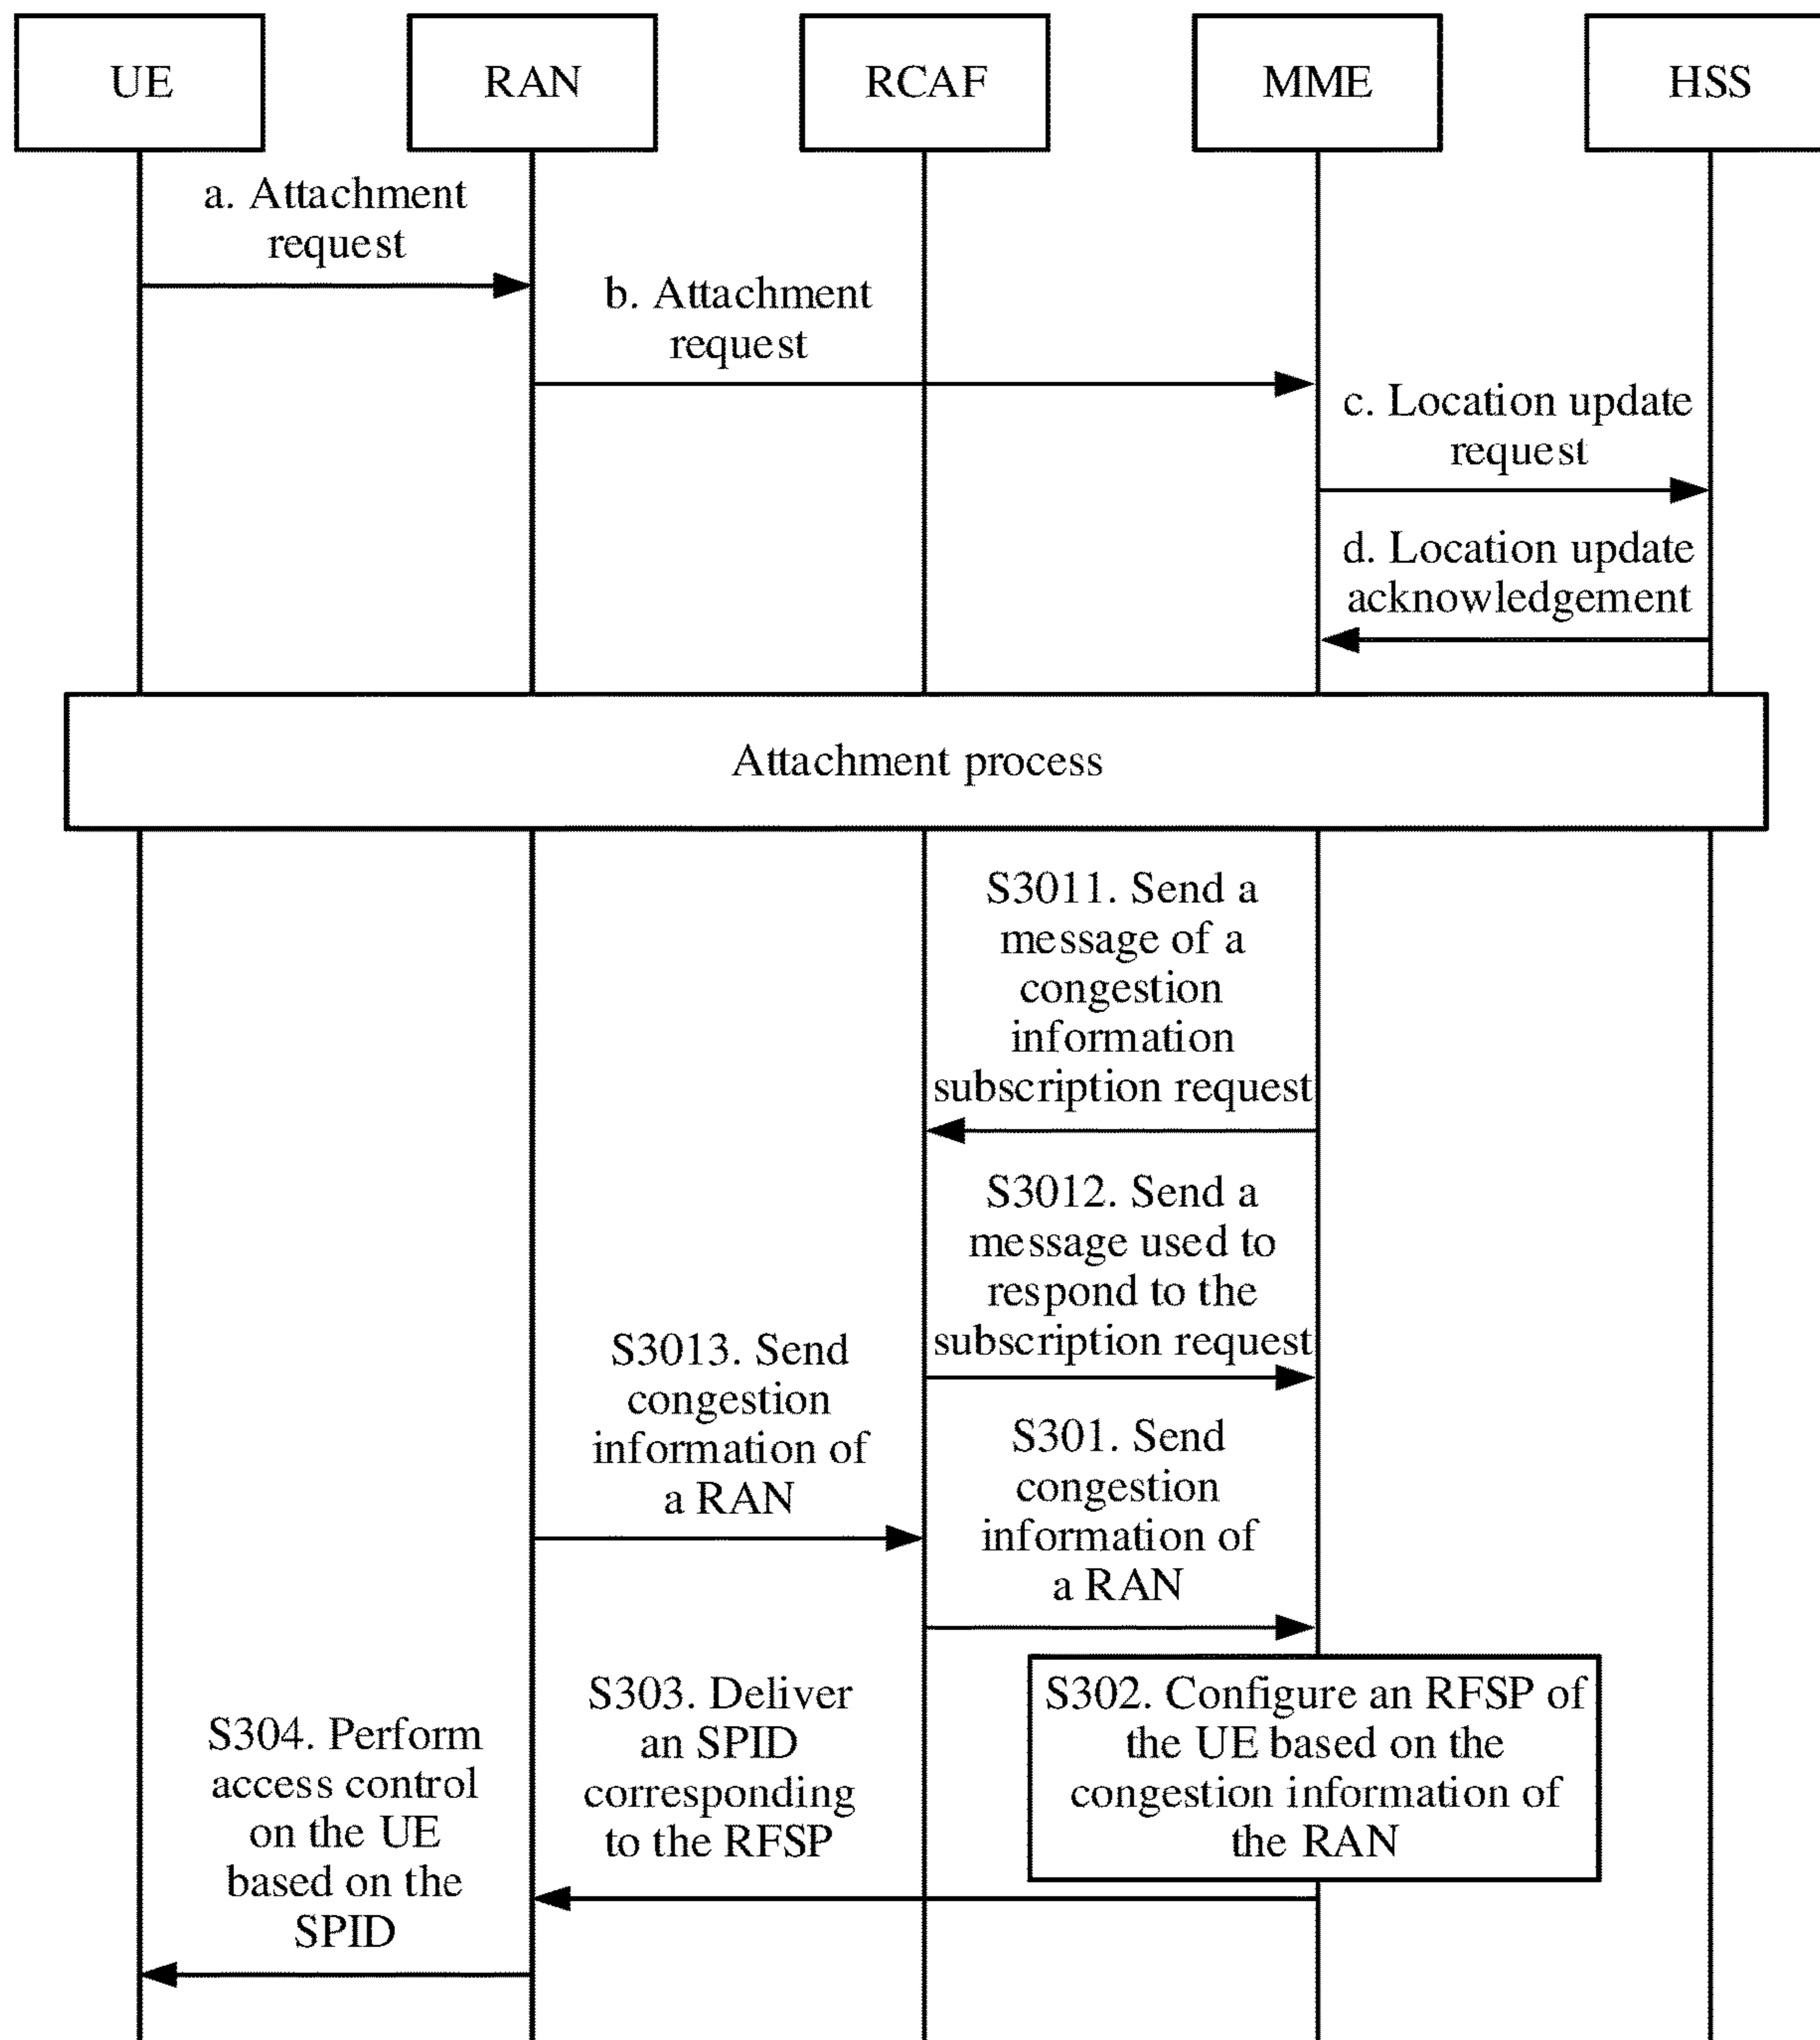 UE
RAN
RCAF
MME
HSS
a. Attachment
request
b. Attachment
request
c. Location update
request
d. Location update
acknowledgement
Attachment process
S3011. Send a
message of a
congestion
information
subscription request
S3012. Send a
message used to
respond to the
subscription request
S3013. Send
congestion
information of
a RAN
S301. Send
congestion
information of
a RAN
S302. Configure an RFSP of
the UE based on the
congestion information of
the RAN
S303. Deliver
an SPID
corresponding
to the RFSP
S304. Perform
access control
on the UE
based on the
SPID